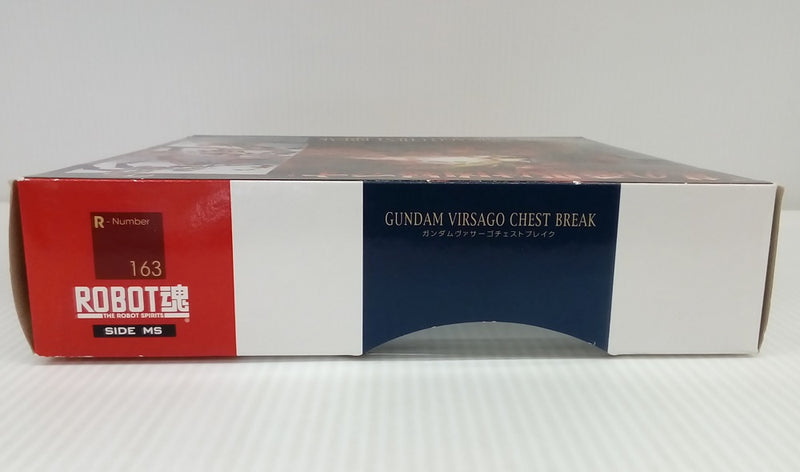 R-Number
163
ROBOT魂
THE ROBOT SPIRITS
SIDE MS
GUNDAM VIRSAGO CHEST BREAK
ガンダムヴァサーゴチェストブレイク